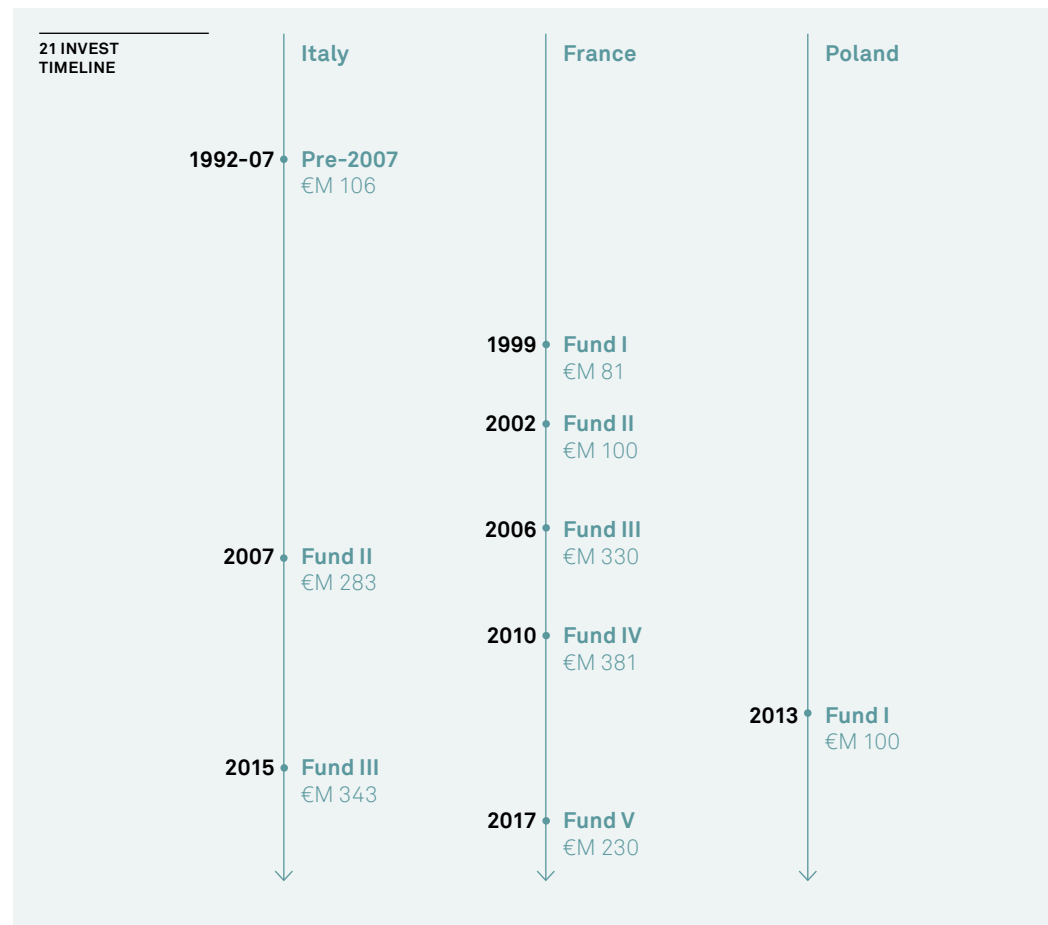 21 INVEST
TIMELINE
Italy
France
Poland
1992-07
Pre-2007
€M 106
1999
Fund I
€M 81
2002
Fund II
€M 100
2006
Fund III
€M 330
2007
Fund II
€M 283
2010
Fund IV
€M 381
2013
Fund I
€M 100
2015
Fund III
€M 343
2017
Fund V
€M 230